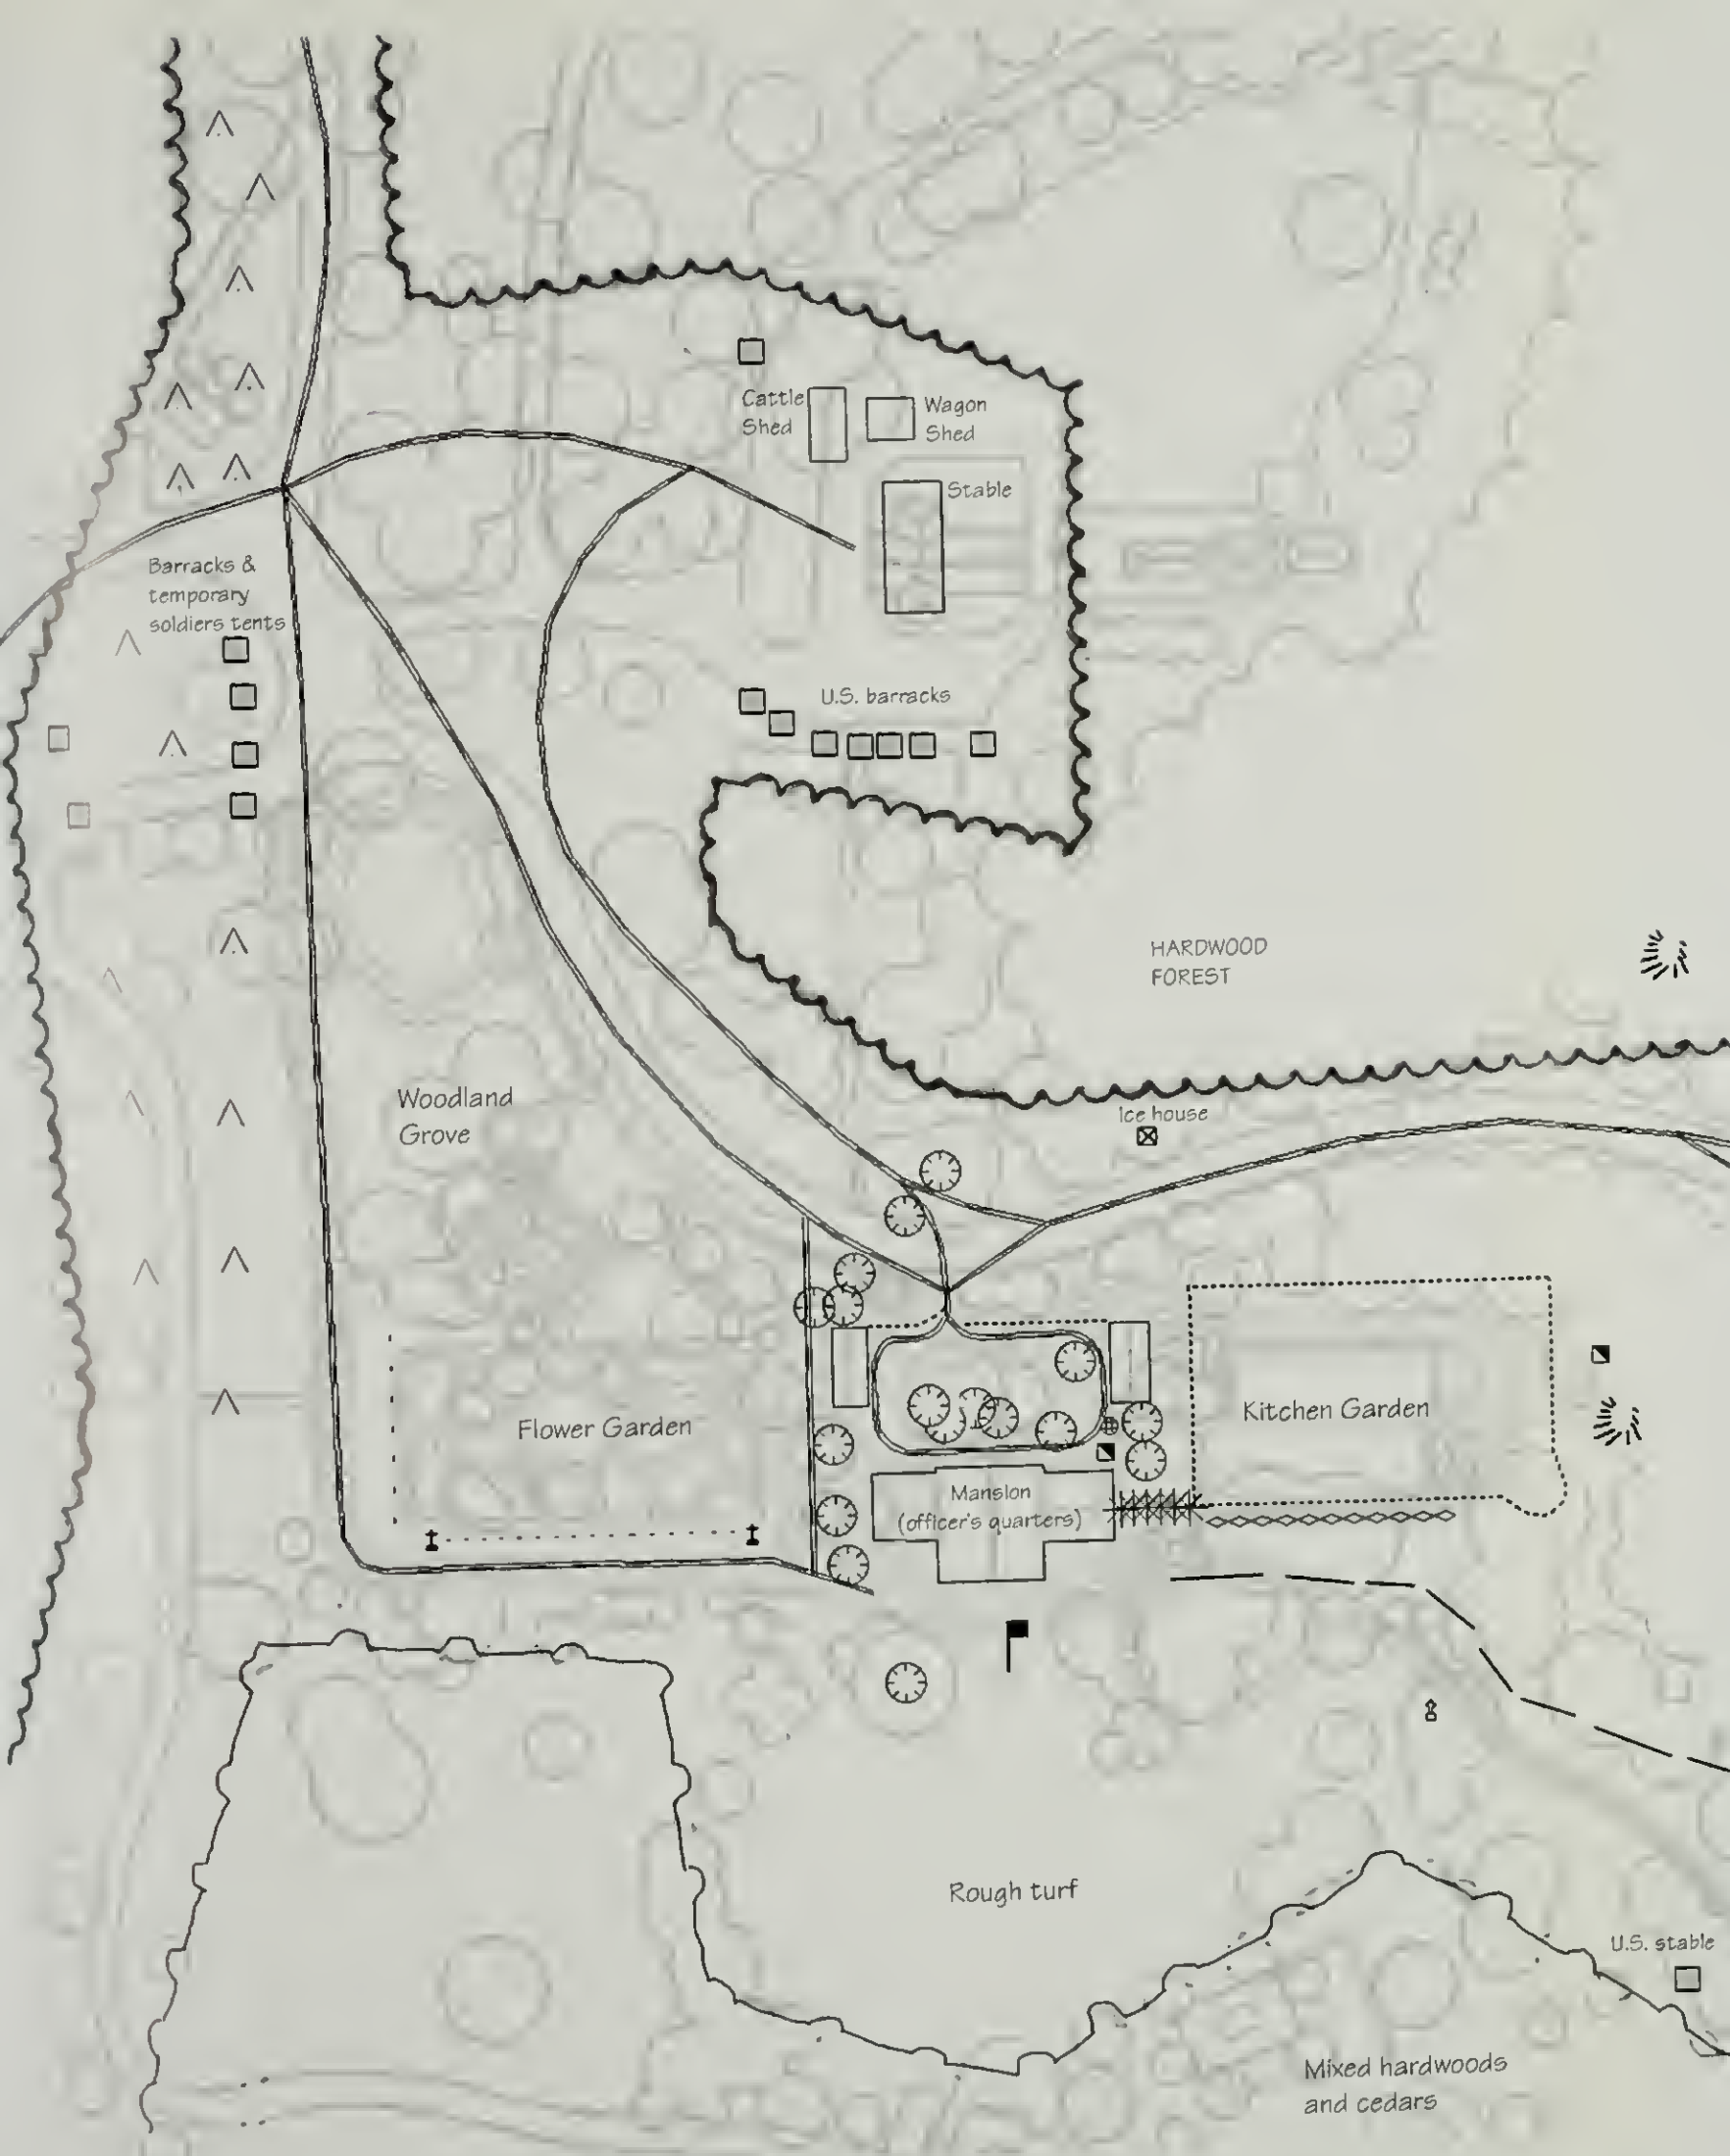 Cattle
Shed
Wagon
Shed
Stable
Barracks &
temporary
soldiers tents
U.S. barracks
HARDWOOD
FOREST
Woodland
Grove
Ice house
Flower Garden
Kitchen Garden
Mansion
(officer's quarters)
Rough turf
U.S. stable
Mixed hardwoods
and cedars